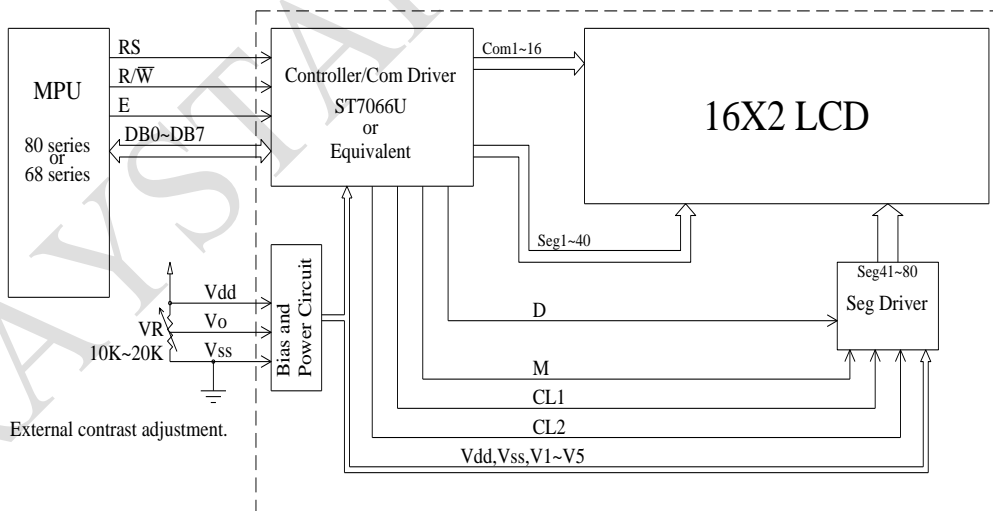 RS
R/W̅
E
DB0~DB7
MPU
80 series
or
68 series
Controller/Com Driver
ST7066U
or
Equivalent
Com1~16
16X2 LCD
Seg1~40
Seg41~80
Seg Driver
Vdd
Vo
Vss
VR
10K~20K
Bias and
Power Circuit
D
M
CL1
CL2
Vdd,Vss,V1~V5
External contrast adjustment.